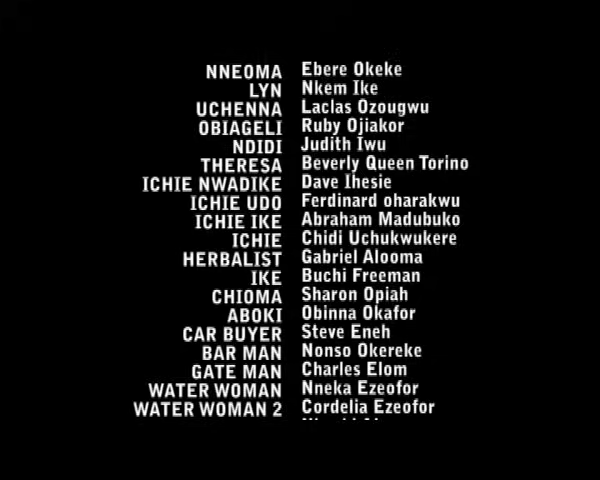 NNEOMA Ebere Okeke
LYN Nkem Ike
UCHENNA Laclas Ozougwu
OBIAGELI Ruby Ojiakor
NDIDI Judith Iwu
THERESA Beverly Queen Torino
ICHIE NWADIKE Dave Ihesie
ICHIE UDO Ferdinard oharakwu
ICHIE IKE Abraham Madubuko
ICHIE Chidi Uchukwukere
HERBALIST Gabriel Alooma
IKE Buchi Freeman
CHIOMA Sharon Opiah
ABOKI Obinna Okafor
CAR BUYER Steve Eneh
BAR MAN Nonso Okereke
GATE MAN Charles Elom
WATER WOMAN Nneka Ezeofor
WATER WOMAN 2 Cordelia Ezeofor